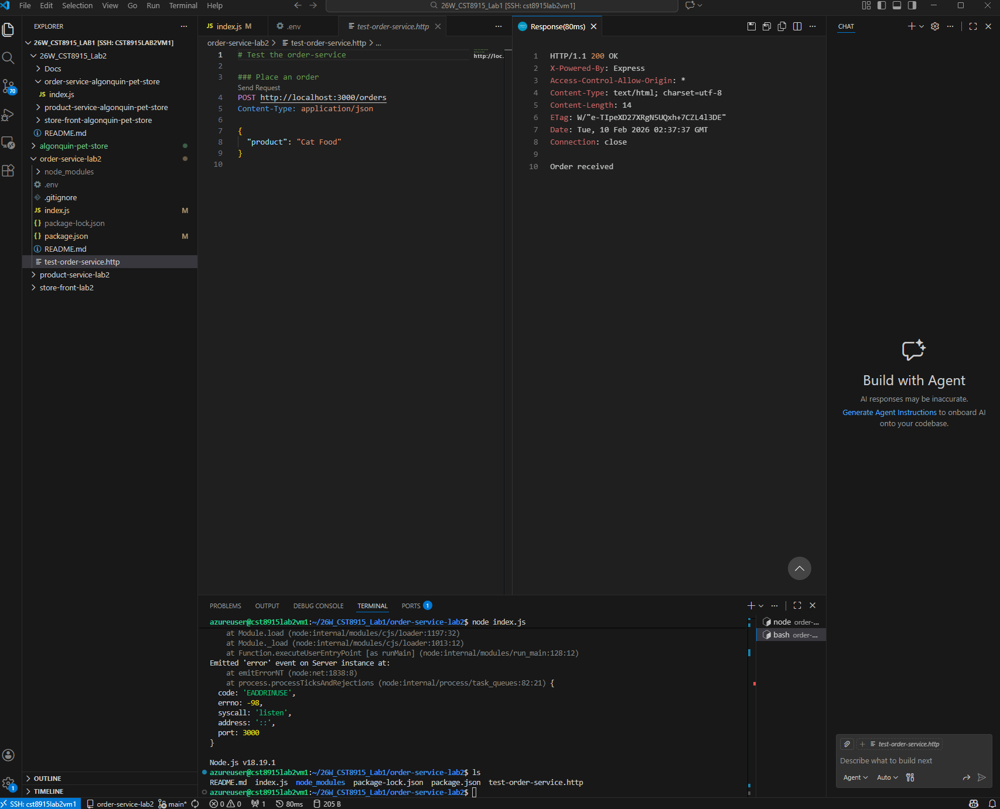 File Edit Selection View Go Run Terminal Help
26W_CST8915_Lab1 [SSH: cst8915lab2vm1]
EXPLORER
26W_CST8915_LAB1 [SSH: CST8915LAB2VM1]
26W_CST8915_Lab2
Docs
order-service-algonquin-pet-store
JS index.js
product-service-algonquin-pet-store
store-front-algonquin-pet-store
README.md
algonquin-pet-store
order-service-lab2
node_modules
.env
.gitignore
JS index.js M
{} package-lock.json
{} package.json M
README.md
test-order-service.http
product-service-lab2
store-front-lab2
OUTLINE
TIMELINE
70
1
JS index.js M
.env
test-order-service.http
order-service-lab2 > test-order-service.http > ...
1 # Test the order-service
2
3 ### Place an order
Send Request
4 POST http://localhost:3000/orders
5 Content-Type: application/json
6
7 {
8 "product": "Cat Food"
9 }
10
http://loc.
Response(80ms)
1 HTTP/1.1 200 OK
2 X-Powered-By: Express
3 Access-Control-Allow-Origin: *
4 Content-Type: text/html; charset=utf-8
5 Content-Length: 14
6 ETag: W/"e-TIpeXD27XRgN5UQxh+7CZL4l3DE"
7 Date: Tue, 10 Feb 2026 02:37:37 GMT
8 Connection: close
9
10 Order received
PROBLEMS OUTPUT DEBUG CONSOLE TERMINAL PORTS 1
azureuser@cst8915lab2vm1:~/26W_CST8915_Lab1/order-service-lab2$ node index.js
at Module.load (node:internal/modules/cjs/loader:1197:32)
at Module._load (node:internal/modules/cjs/loader:1013:12)
at Function.executeUserEntryPoint [as runMain] (node:internal/modules/run_main:128:12)
Emitted 'error' event on Server instance at:
at emitErrorNT (node:net:1838:8)
at process.processTicksAndRejections (node:internal/process/task_queues:82:21) {
code: 'EADDRINUSE',
errno: -98,
syscall: 'listen',
address: '::',
port: 3000
}
Node.js v18.19.1
azureuser@cst8915lab2vm1:~/26W_CST8915_Lab1/order-service-lab2$ ls
README.md index.js node_modules package-lock.json package.json test-order-service.http
azureuser@cst8915lab2vm1:~/26W_CST8915_Lab1/order-service-lab2$
node order-...
bash order-...
CHAT
Build with Agent
AI responses may be inaccurate.
Generate Agent Instructions to onboard AI
onto your codebase.
test-order-service.http
Describe what to build next
Agent Auto
SSH: cst8915lab2vm1 order-service-lab2 main* 0 0 1 80ms 205 B